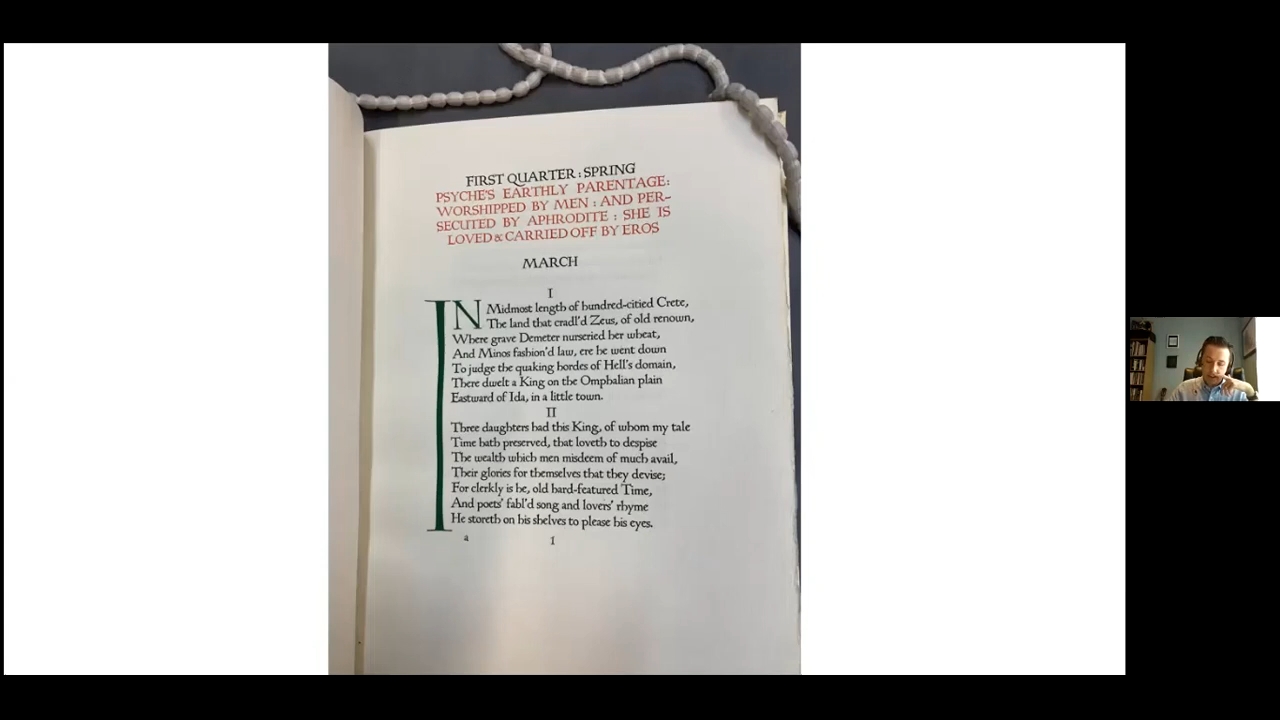 FIRST QUARTER : SPRING
PSYCHE'S EARTHLY PARENTAGE:
WORSHIPPED BY MEN : AND PER-
SECUTED BY APHRODITE : SHE IS
LOVED & CARRIED OFF BY EROS
MARCH
I
IN Midmost length of hundred-citied Crete,
The land that cradl'd Zeus, of old renown,
Where grave Demeter nurseried her wheat,
And Minos fashion'd law, ere he went down
To judge the quaking hordes of Hell's domain,
There dwelt a King on the Omphalian plain
Eastward of Ida, in a little town.
II
Three daughters had this King, of whom my tale
Time hath preserved, that loveth to despise
The wealth which men misdeem of much avail,
Their glories for themselves that they devise;
For clerkly is he, old hard-featured Time,
And poets' fabl'd song and lovers' rhyme
He storeth on his shelves to please his eyes.
a 1